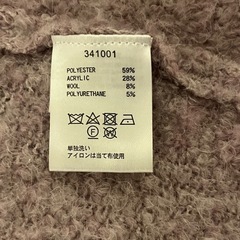 341001
POLYESTER 59%
ACRYLIC 28%
WOOL 8%
POLYURETHANE 5%
単独洗い
アイロンは当て布使用